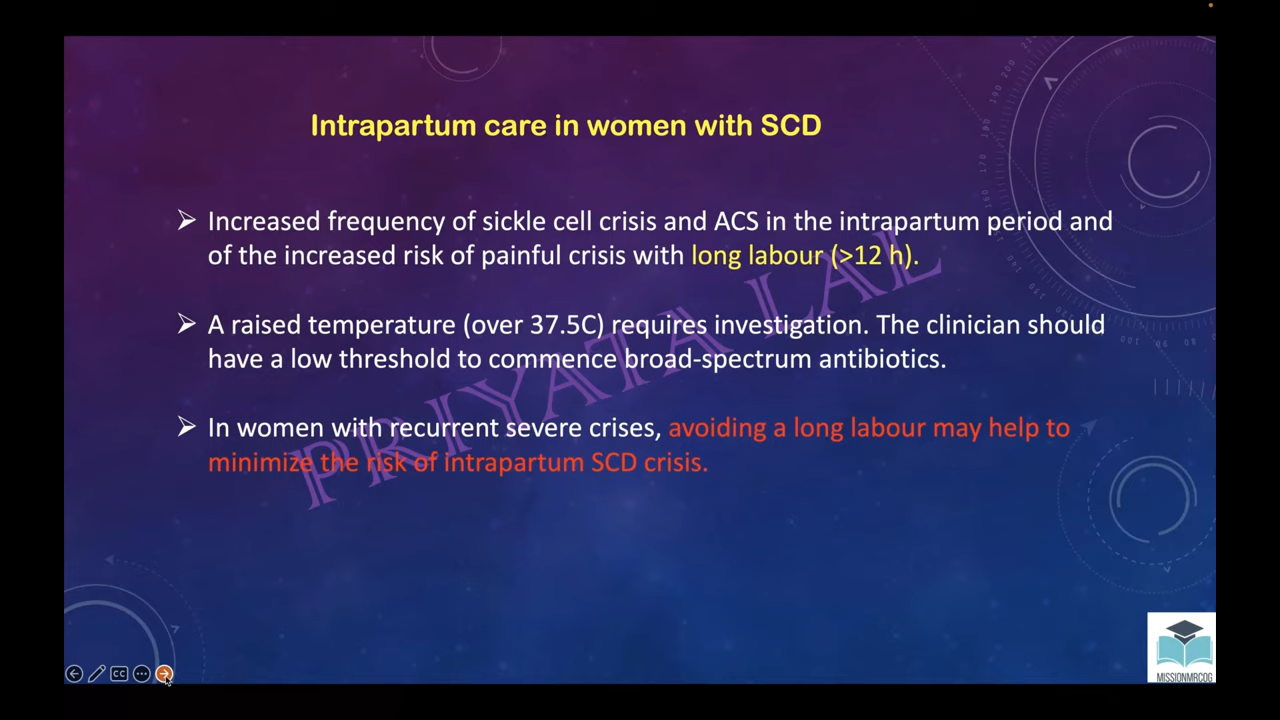 Intrapartum care in women with SCD
➢ Increased frequency of sickle cell crisis and ACS in the intrapartum period and
of the increased risk of painful crisis with long labour (>12 h).
➢ A raised temperature (over 37.5C) requires investigation. The clinician should
have a low threshold to commence broad-spectrum antibiotics.
➢ In women with recurrent severe crises, avoiding a long labour may help to
minimize the risk of intrapartum SCD crisis.
PRIYATA LAL
CC
MISSIONMRCOG